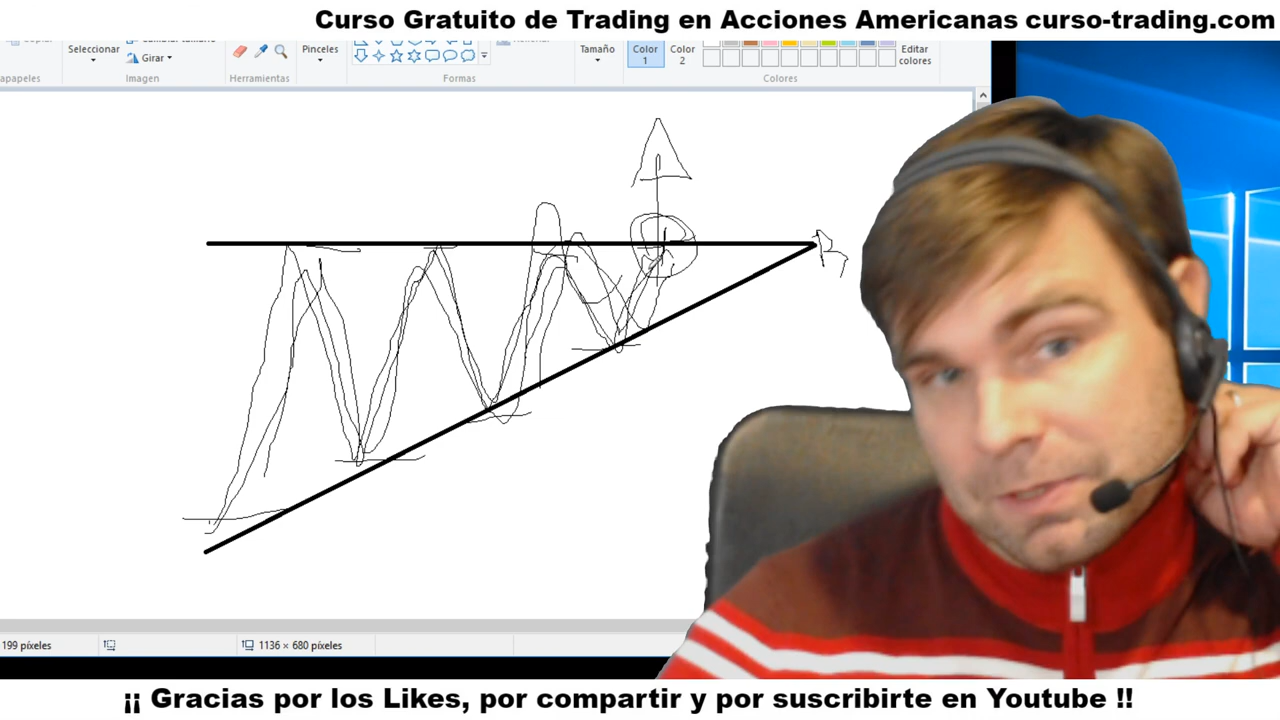 Curso Gratuito de Trading en Acciones Americanas curso-trading.com
Seleccionar
Girar
Pinceles
Tamaño
Color 1
Color 2
Editar colores
Imagen
Herramientas
Formas
Colores
199 píxeles
1136 × 680 píxeles
¡¡ Gracias por los Likes, por compartir y por suscribirte en Youtube !!